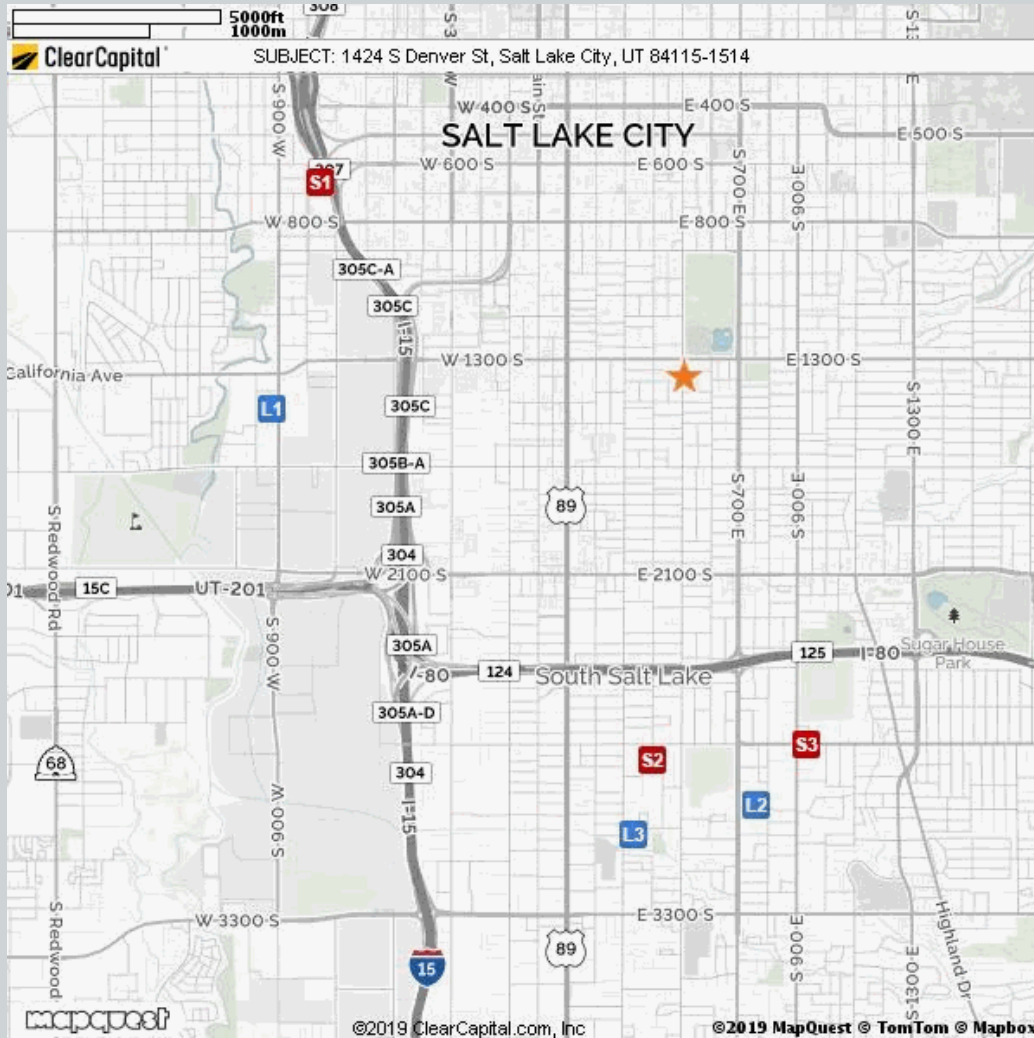 5000ft
1000m
ClearCapital
SUBJECT: 1424 S Denver St, Salt Lake City, UT 84115-1514
W 400 S
E 400 S
SALT LAKE CITY
E 500 S
S 900 W
W 600 S
E 600 S
S 700 E
S 900 E
S1
W 800 S
E 800 S
305C-A
305C
I-15
W 1300 S
E 1300 S
California Ave
L1
305C
S 1300 E
305B-A
305A
89
S 700 E
S 900 E
S Redwood Rd
304
W 2100 S
E 2100 S
15C
UT-201
S 900 W
305A
124
South Salt Lake
125
I-80
Sugar House
Park
I-80
305A-D
68
304
S2
S3
I-15
S 900 W
L3
L2
W 3300 S
E 3300 S
S Redwood
89
S 900 E
S 1300 E
Highland Dr
15
mapquest
©2019 ClearCapital.com, Inc
©2019 MapQuest © TomTom © Mapbox